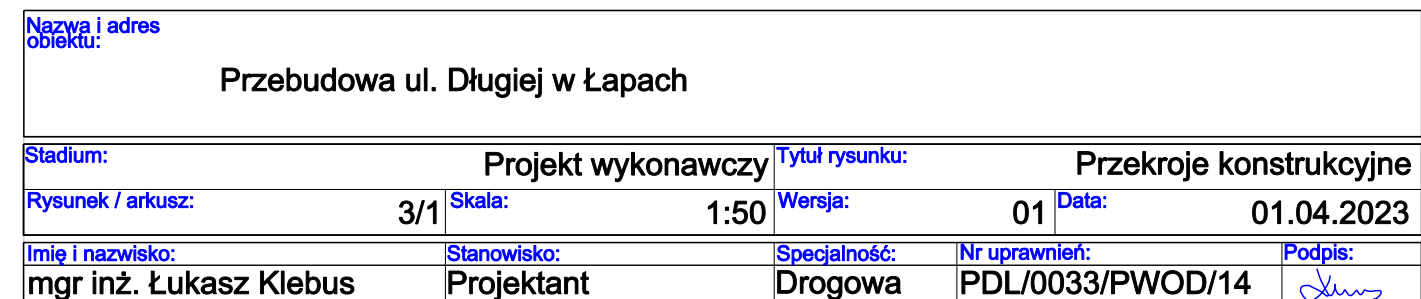 Nazwa i adres
obiektu:
Przebudowa ul. Długiej w Łapach
Stadium: Projekt wykonawczy Tytuł rysunku: Przekroje konstrukcyjne
Rysunek / arkusz: 3/1 Skala: 1:50 Wersja: 01 Data: 01.04.2023
Imię i nazwisko: Stanowisko: Specjalność: Nr uprawnień: Podpis:
mgr inż. Łukasz Klebus Projektant Drogowa PDL/0033/PWOD/14